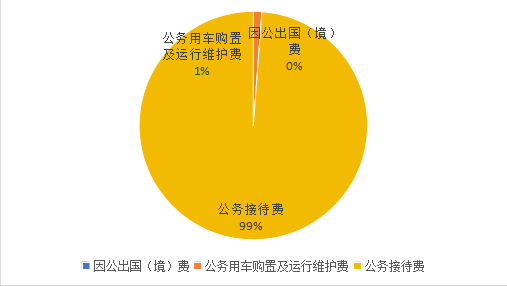 公务用车购置
及运行维护费
1%
因公出国（境）
费
0%
公务接待费
99%
因公出国（境）费 公务用车购置及运行维护费 公务接待费